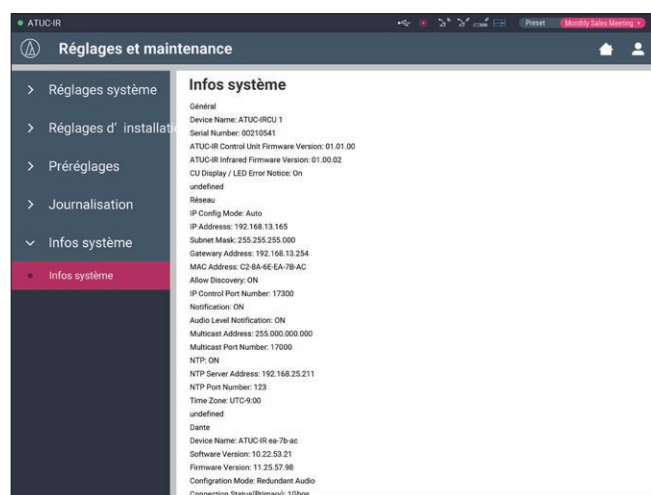 ATUC-IR
Preset
Monthly Sales Meeting
Réglages et maintenance
Réglages système
Réglages d' installatio
Préréglages
Journalisation
Infos système
Infos système
Infos système
Général
Device Name: ATUC-IRCU 1
Serial Number: 00210541
ATUC-IR Control Unit Firmware Version: 01.01.00
ATUC-IR Infrared Firmware Version: 01.00.02
CU Display / LED Error Notice: On
undefined
Réseau
IP Config Mode: Auto
IP Addresss: 192.168.13.165
Subnet Mask: 255.255.255.000
Gatewary Address: 192.168.13.254
MAC Address: C2-8A-6E-EA-7B-AC
Allow Discovery: ON
IP Control Port Number: 17300
Notification: ON
Audio Level Notification: ON
Multicast Address: 255.000.000.000
Multicast Port Number: 17000
NTP: ON
NTP Server Address: 192.168.25.211
NTP Port Number: 123
Time Zone: UTC-9:00
undefined
Dante
Device Name: ATUC-IR ea-7b-ac
Software Version: 10.22.53.21
Firmware Version: 11.25.57.98
Configration Mode: Redundant Audio
Connection Status(Primary): 1Gbps